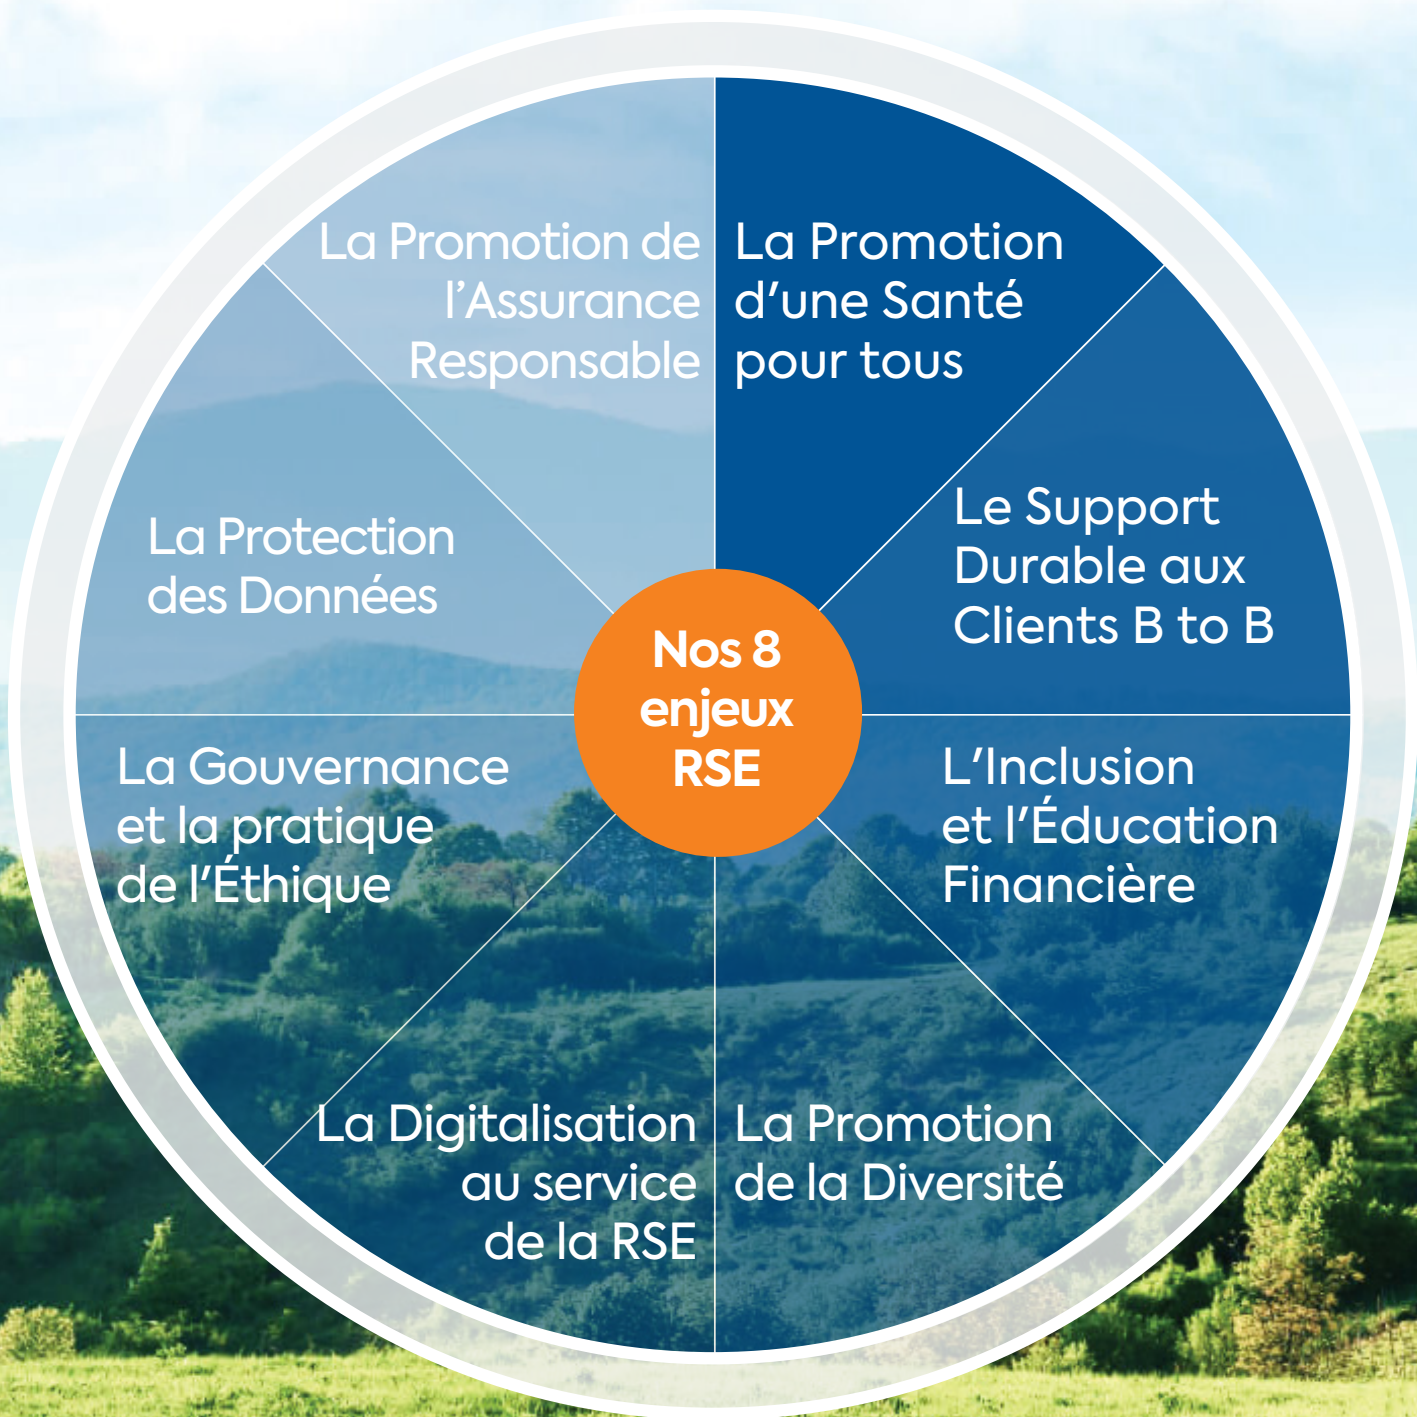 La Promotion de
l’Assurance
Responsable
La Promotion
d'une Santé
pour tous
Le Support
Durable aux
Clients B to B
La Protection
des Données
Nos 8
enjeux
RSE
La Gouvernance
et la pratique
de l'Éthique
L'Inclusion
et l'Éducation
Financière
La Digitalisation
au service
de la RSE
La Promotion
de la Diversité